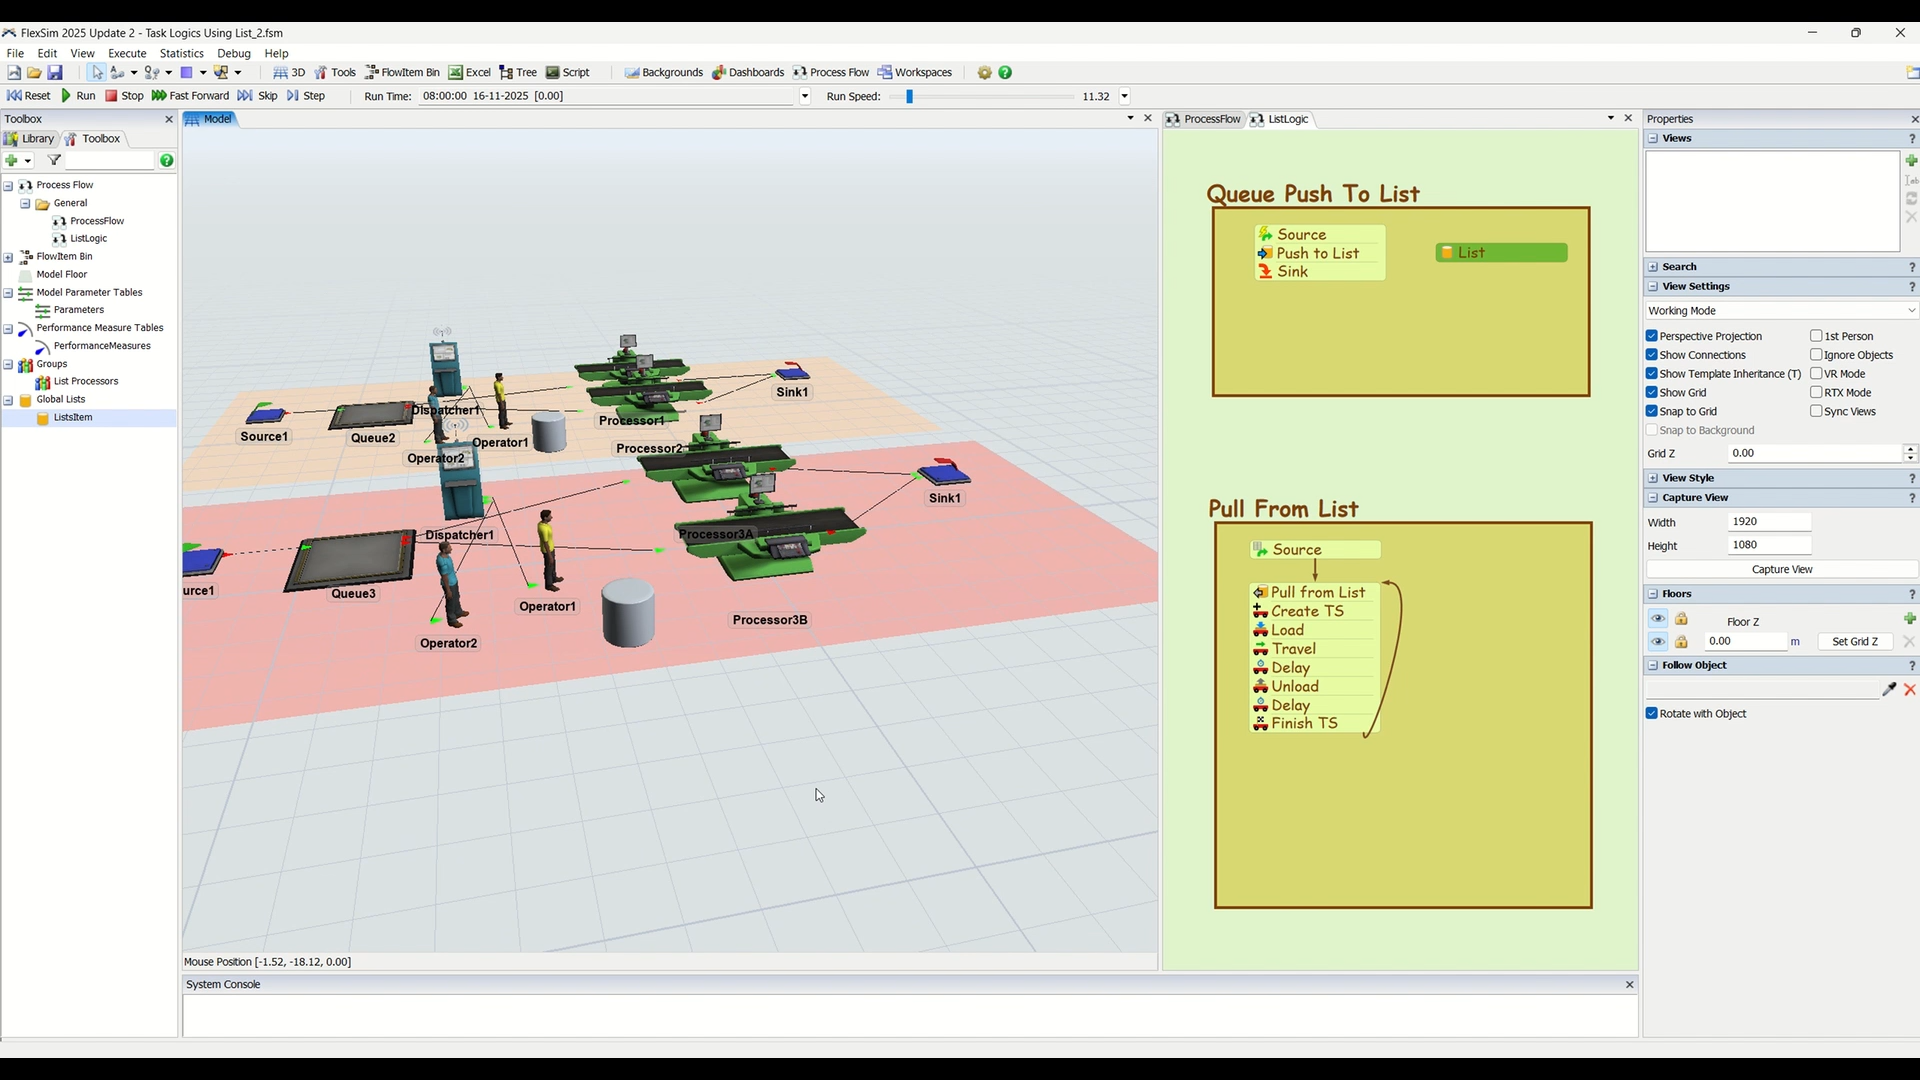 FlexSim 2025 Update 2 - Task Logics Using List_2.fsm
File Edit View Execute Statistics Debug Help
3D Tools FlowItem Bin Excel Tree Script Backgrounds Dashboards Process Flow Workspaces
Reset Run Stop Fast Forward Skip Step Run Time: 08:00:00 16-11-2025 [0.00] Run Speed: 11.32
Toolbox
Library Toolbox
Process Flow
General
ProcessFlow
ListLogic
FlowItem Bin
Model Floor
Model Parameter Tables
Parameters
Performance Measure Tables
PerformanceMeasures
Groups
List Processors
Global Lists
ListsItem
Model
Sink1
Source1
Queue2
Dispatcher1
Operator1
Operator2
Processor1
Processor2
Sink1
Dispatcher1
Processor3A
urce1
Queue3
Operator1
Operator2
Processor3B
Mouse Position [-1.52, -18.12, 0.00]
System Console
ProcessFlow ListLogic
Queue Push To List
Source
Push to List
Sink
List
Pull From List
Source
Pull from List
Create TS
Load
Travel
Delay
Unload
Delay
Finish TS
Properties
Views
Search
View Settings
Working Mode
Perspective Projection 1st Person
Show Connections Ignore Objects
Show Template Inheritance (T) VR Mode
Show Grid RTX Mode
Snap to Grid Sync Views
Snap to Background
Grid Z 0.00
View Style
Capture View
Width 1920
Height 1080
Capture View
Floors
Floor Z
0.00 m Set Grid Z
Follow Object
Rotate with Object